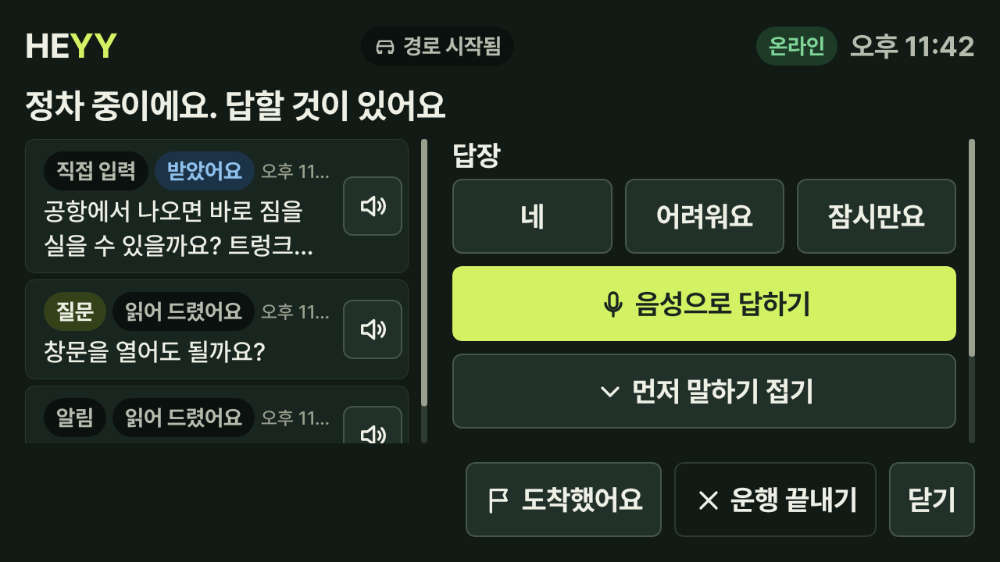 HEYY
경로 시작됨
온라인
오후 11:42
정차 중이에요. 답할 것이 있어요
직접 입력
받았어요
오후 11...
공항에서 나오면 바로 짐을
실을 수 있을까요? 트렁크...
질문
읽어 드렸어요
오후 11...
창문을 열어도 될까요?
알림
읽어 드렸어요
오후 11...
답장
네
어려워요
잠시만요
음성으로 답하기
먼저 말하기 접기
도착했어요
운행 끝내기
닫기